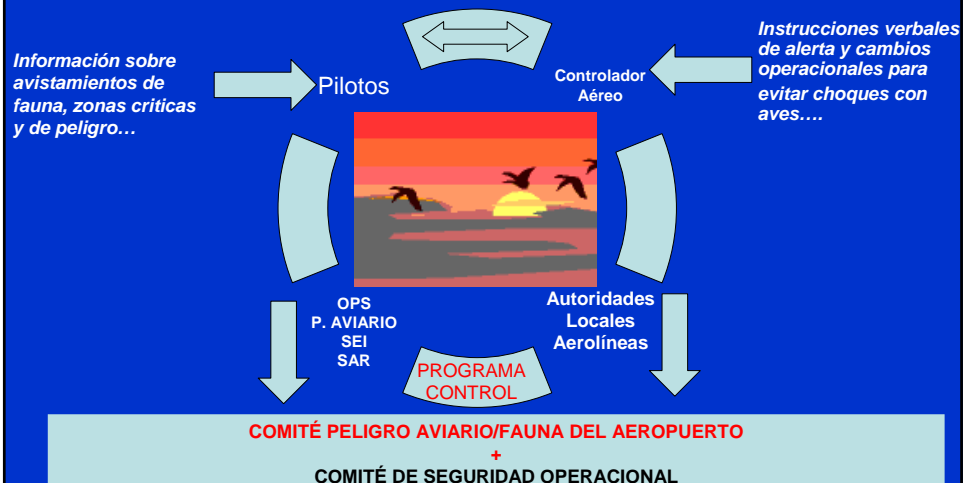 Información sobre
avistamientos de
fauna, zonas criticas
y de peligro…
Pilotos
Controlador
Aéreo
Instrucciones verbales
de alerta y cambios
operacionales para
evitar choques con
aves….
OPS
P. AVIARIO
SEI
SAR
Autoridades
Locales
Aerolíneas
PROGRAMA
CONTROL
COMITÉ PELIGRO AVIARIO/FAUNA DEL AEROPUERTO
+
COMITÉ DE SEGURIDAD OPERACIONAL